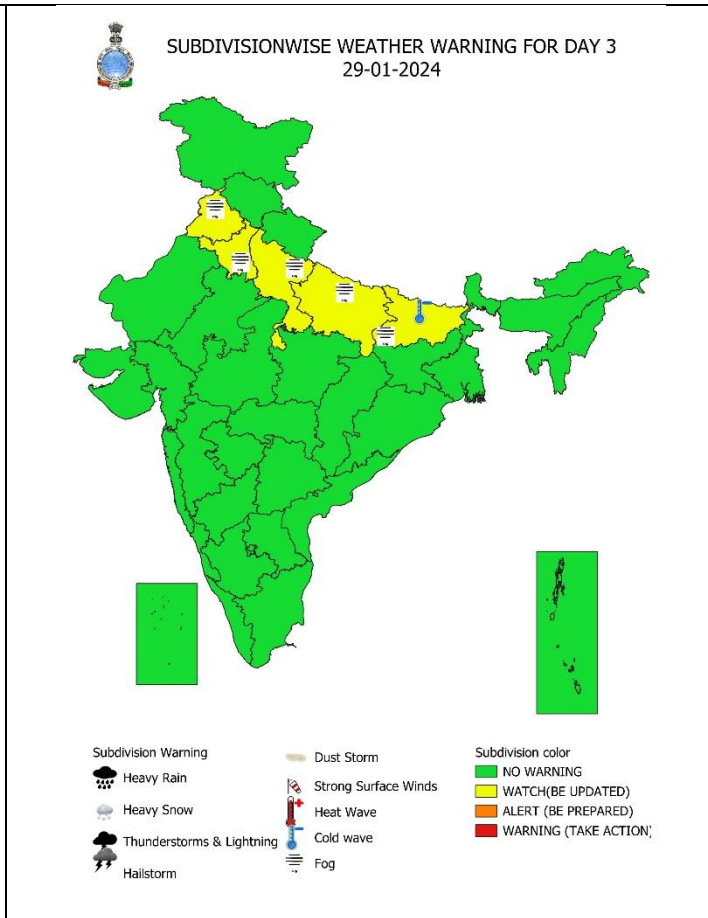 SUBDIVISIONWISE WEATHER WARNING FOR DAY 3
29-01-2024
Subdivision Warning
Heavy Rain
Heavy Snow
Thunderstorms & Lightning
Hailstorm
Dust Storm
Strong Surface Winds
Heat Wave
Cold wave
Fog
Subdivision color
NO WARNING
WATCH(BE UPDATED)
ALERT (BE PREPARED)
WARNING (TAKE ACTION)